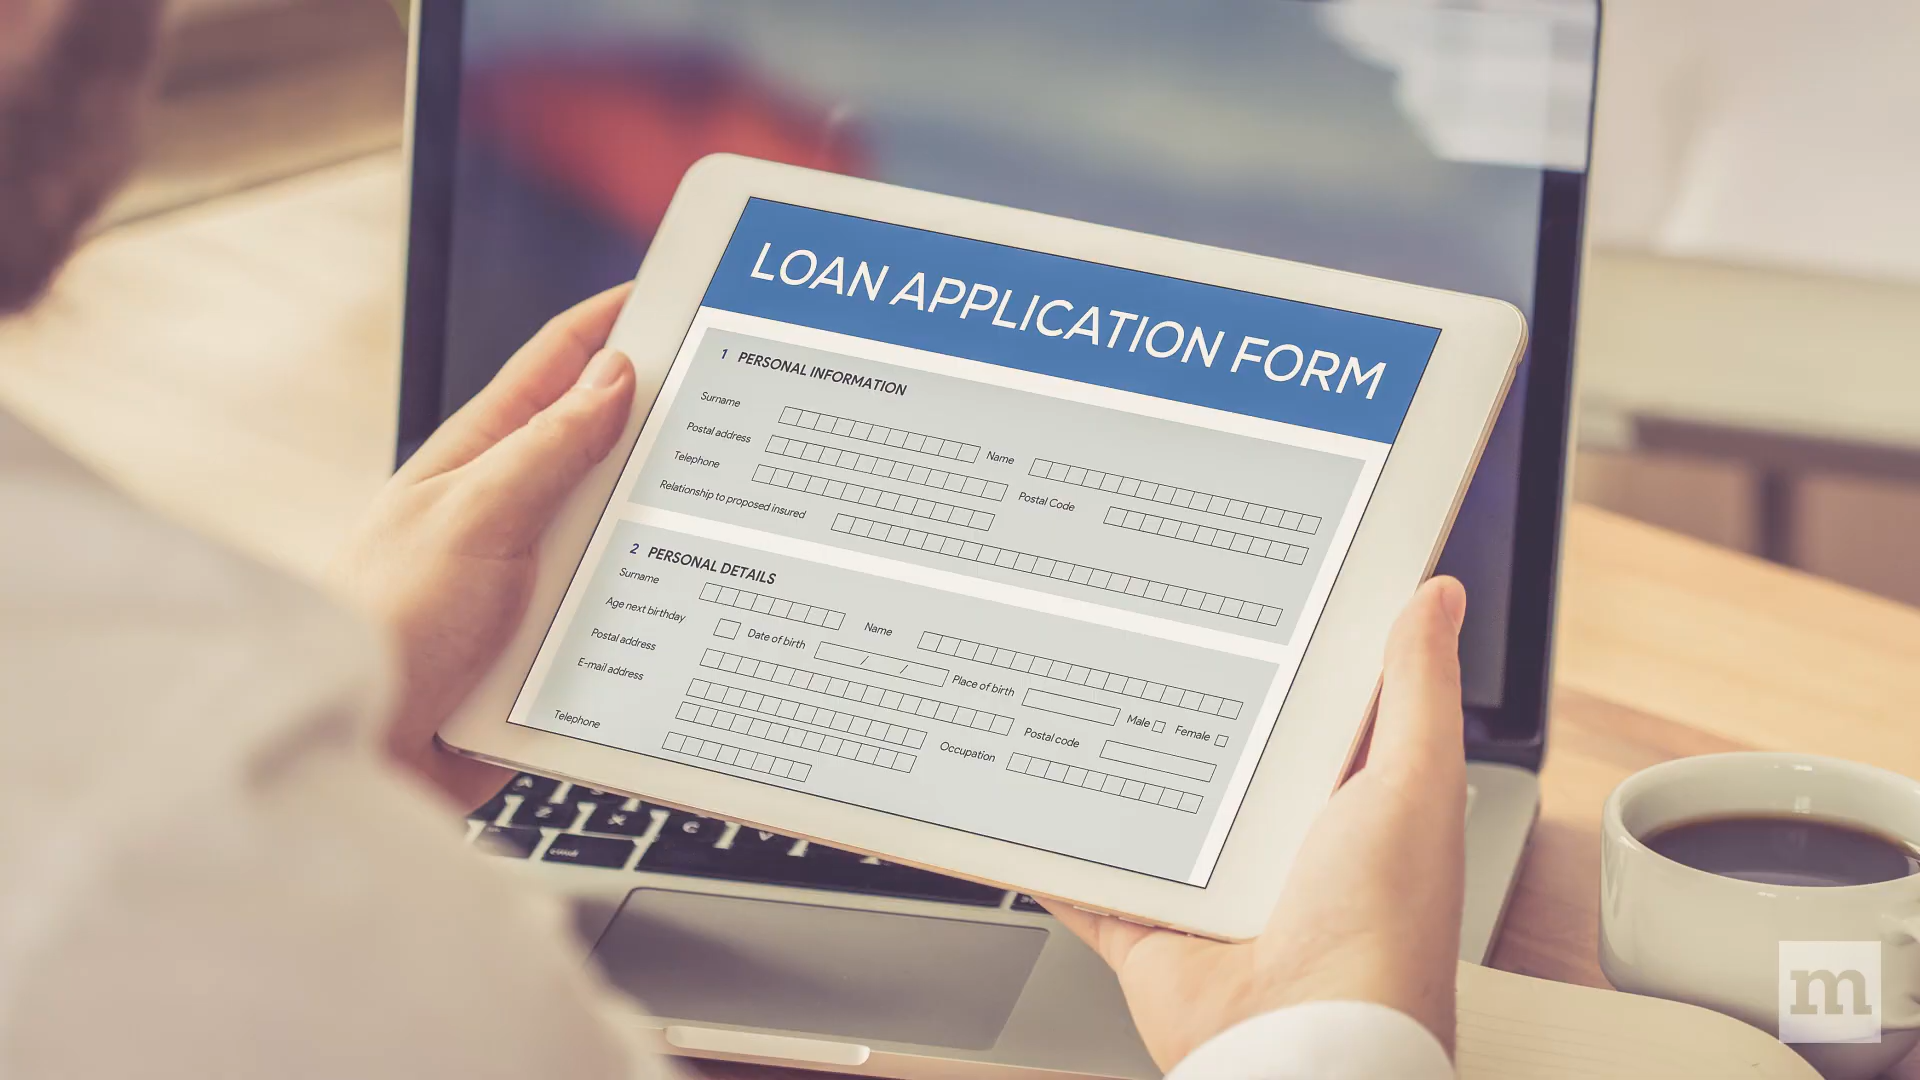 LOAN APPLICATION FORM
1 PERSONAL INFORMATION
Surname
Name
Postal address
Postal Code
Telephone
Relationship to proposed insured
2 PERSONAL DETAILS
Surname
Name
Age next birthday
Date of birth / /
Place of birth
Male
Female
Postal address
Postal code
E-mail address
Occupation
Telephone
A
Z X C V
m